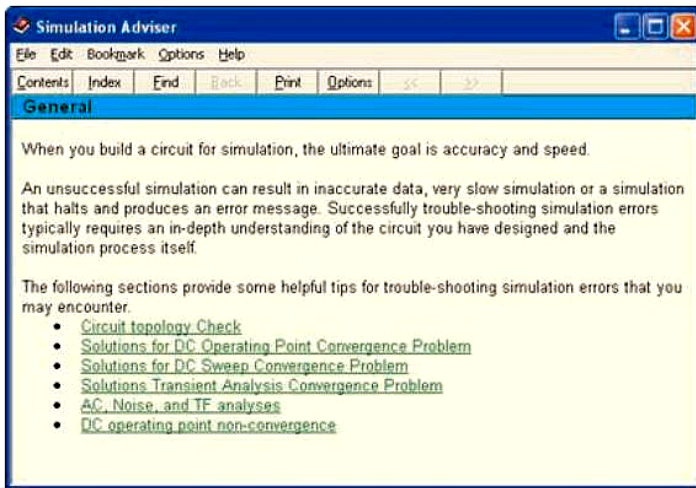 Simulation Adviser
File Edit Bookmark Options Help
Contents Index Find Back Print Options << >>
General
When you build a circuit for simulation, the ultimate goal is accuracy and speed.
An unsuccessful simulation can result in inaccurate data, very slow simulation or a simulation
that halts and produces an error message. Successfully trouble-shooting simulation errors
typically requires an in-depth understanding of the circuit you have designed and the
simulation process itself.
The following sections provide some helpful tips for trouble-shooting simulation errors that you
may encounter.
• Circuit topology Check
• Solutions for DC Operating Point Convergence Problem
• Solutions for DC Sweep Convergence Problem
• Solutions Transient Analysis Convergence Problem
• AC, Noise, and TF analyses
• DC operating point non-convergence